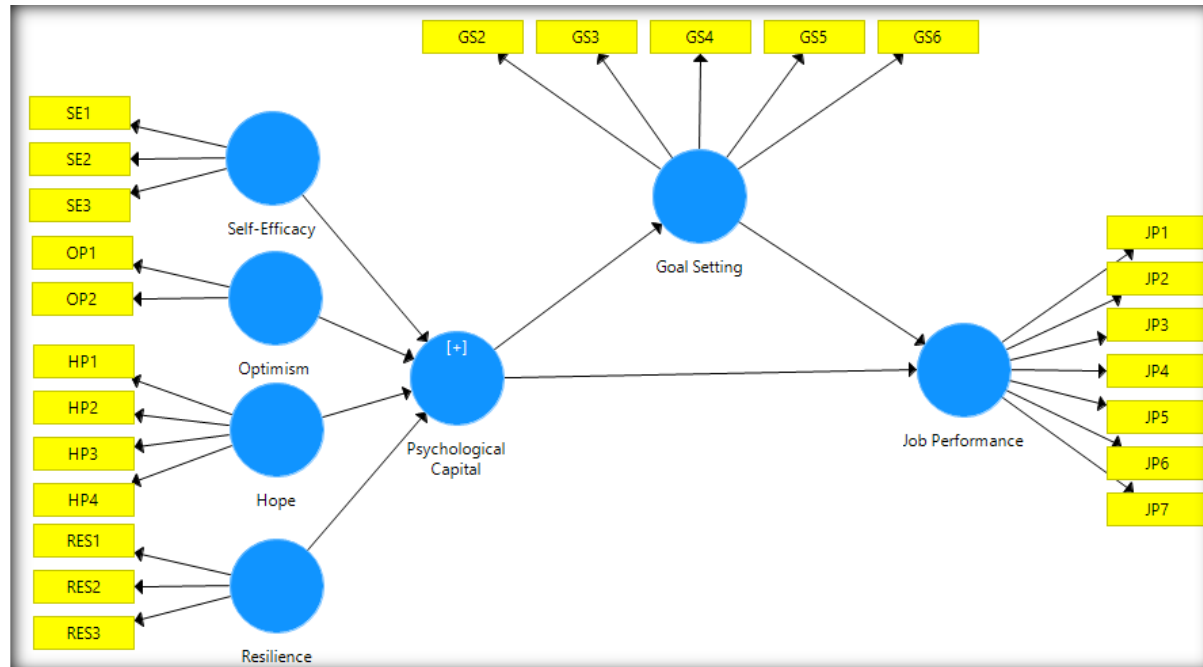 GS2
GS3
GS4
GS5
GS6
SE1
SE2
SE3
Self-Efficacy
OP1
OP2
Optimism
HP1
HP2
HP3
HP4
Hope
RES1
RES2
RES3
Resilience
[+]
Psychological
Capital
Goal Setting
JP1
JP2
JP3
JP4
JP5
JP6
JP7
Job Performance